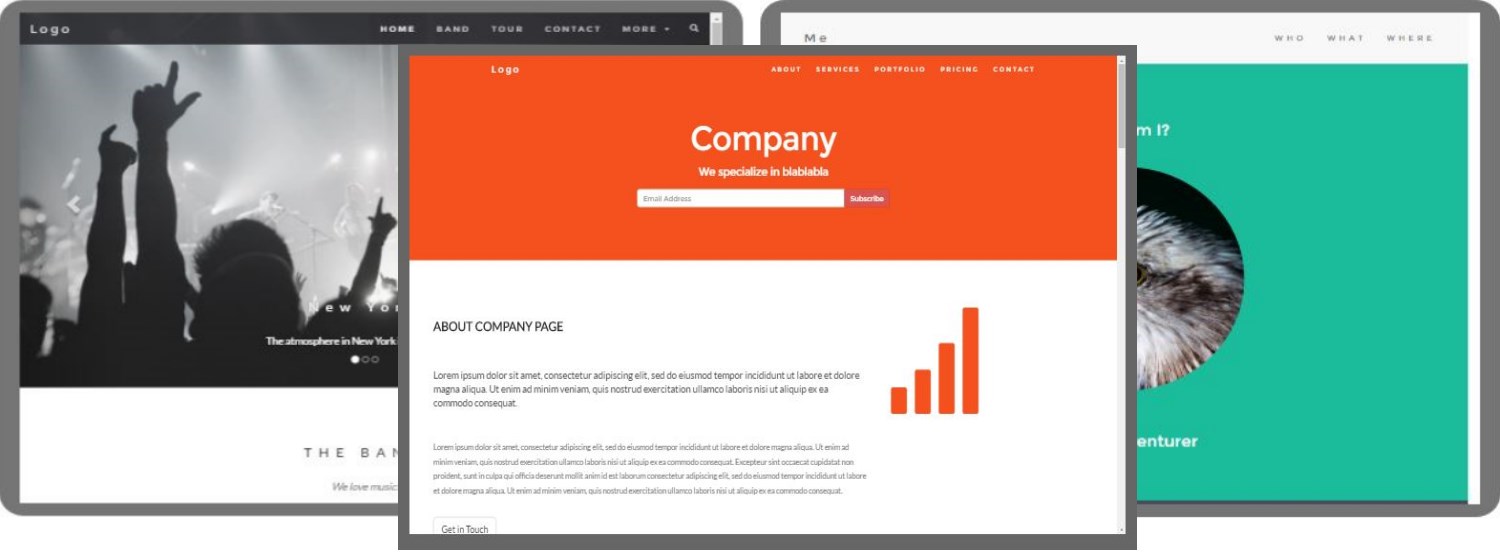 Logo
HOME BAND TOUR CONTACT MORE
New Yor
The atmosphere in New York
THE BAN
We love music
Logo
ABOUT SERVICES PORTFOLIO PRICING CONTACT
Company
We specialize in blablabla
Email Address Subscribe
ABOUT COMPANY PAGE
Lorem ipsum dolor sit amet, consectetur adipiscing elit, sed do eiusmod tempor incididunt ut labore et dolore
magna aliqua. Ut enim ad minim veniam, quis nostrud exercitation ullamco laboris nisi ut aliquip ex ea
commodo consequat.
Lorem ipsum dolor sit amet, consectetur adipiscing elit, sed do eiusmod tempor incididunt ut labore et dolore magna aliqua. Ut enim ad
minim veniam, quis nostrud exercitation ullamco laboris nisi ut aliquip ex ea commodo consequat. Excepteur sint occaecat cupidatat non
proident, sunt in culpa qui officia deserunt mollit anim id est laborum consectetur adipiscing elit, sed do eiusmod tempor incididunt ut labore
et dolore magna aliqua. Ut enim ad minim veniam, quis nostrud exercitation ullamco laboris nisi ut aliquip ex ea commodo consequat.
Get in Touch
Me
WHO WHAT WHERE
m I?
enturer